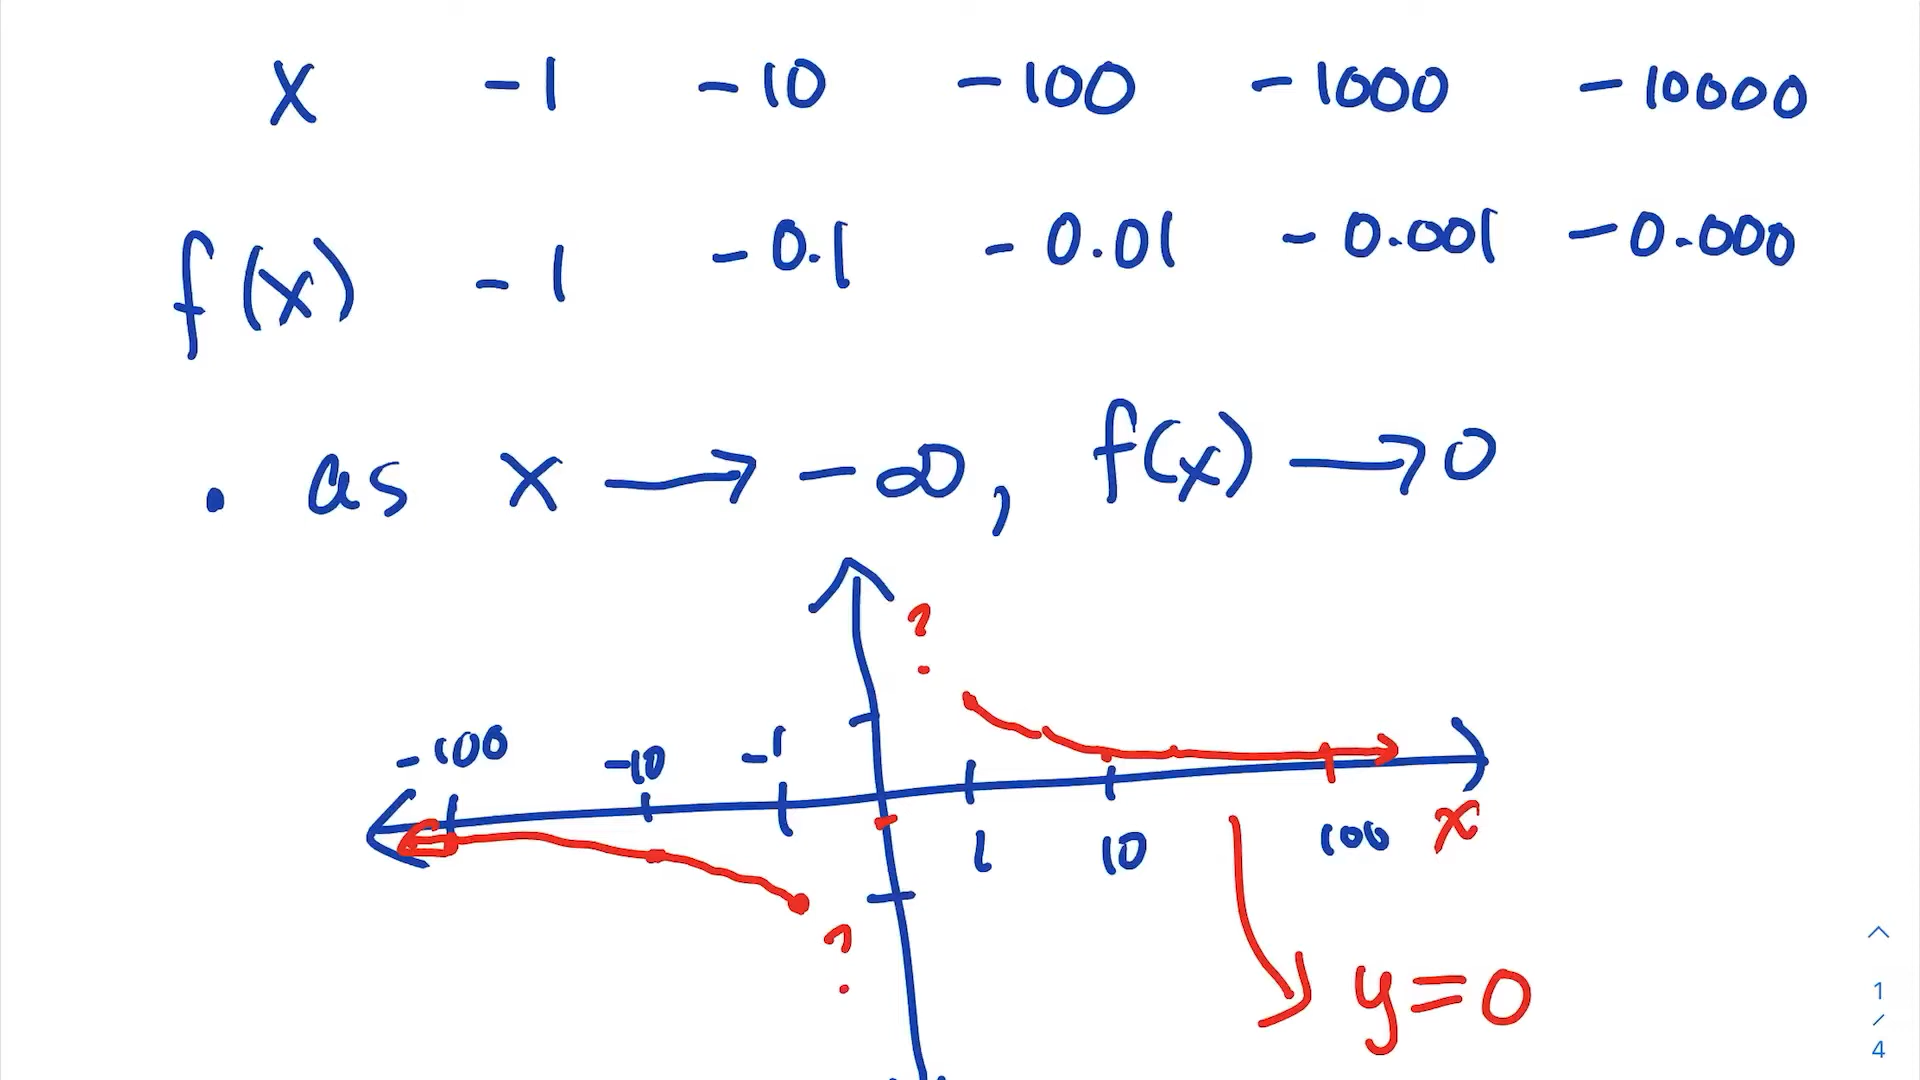 x -1 -10 -100 -1000 -10000
f(x) -1 -0.1 -0.01 -0.001 -0.000
. as x → -∞, f(x) → 0
?
-100 -10 -1
1 10 100 x
?
y=0
1
/
4